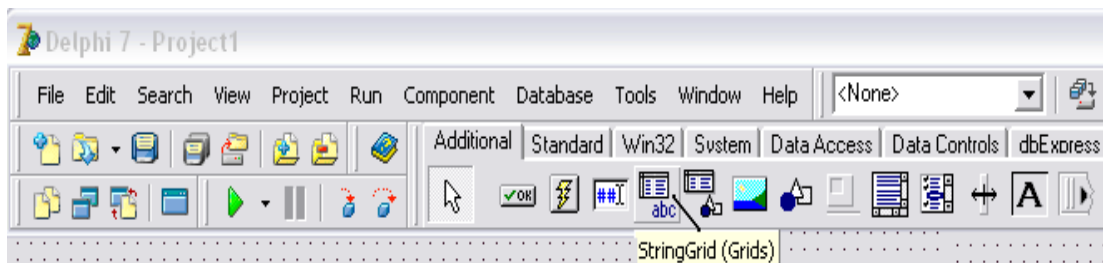 Delphi 7 - Project1
File Edit Search View Project Run Component Database Tools Window Help <None>
Additional Standard Win32 System Data Access Data Controls dbExpress
OK ## abc A
StringGrid (Grids)